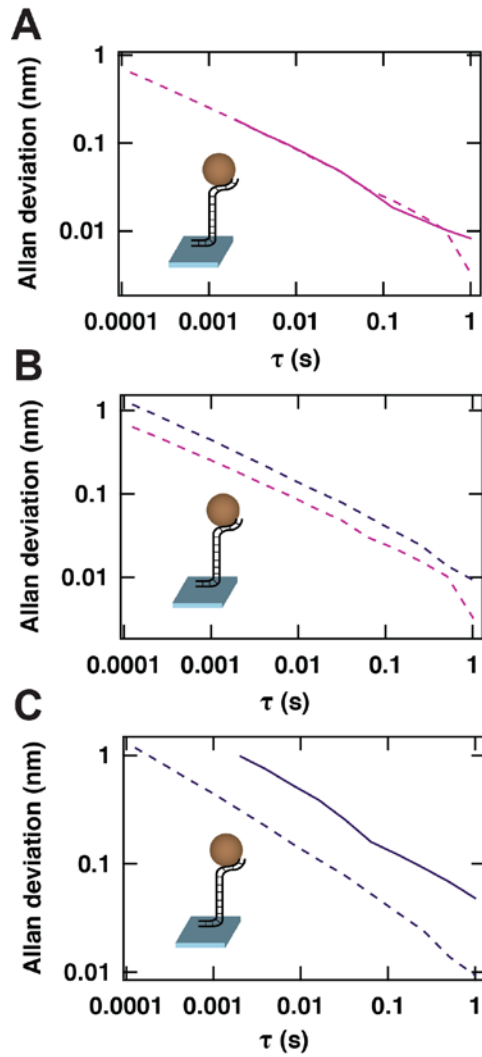 A
Allan deviation (nm)
1
0.1
0.01
0.0001 0.001 0.01 0.1 1
τ (s)
B
Allan deviation (nm)
1
0.1
0.01
0.0001 0.001 0.01 0.1 1
τ (s)
C
Allan deviation (nm)
1
0.1
0.01
0.0001 0.001 0.01 0.1 1
τ (s)